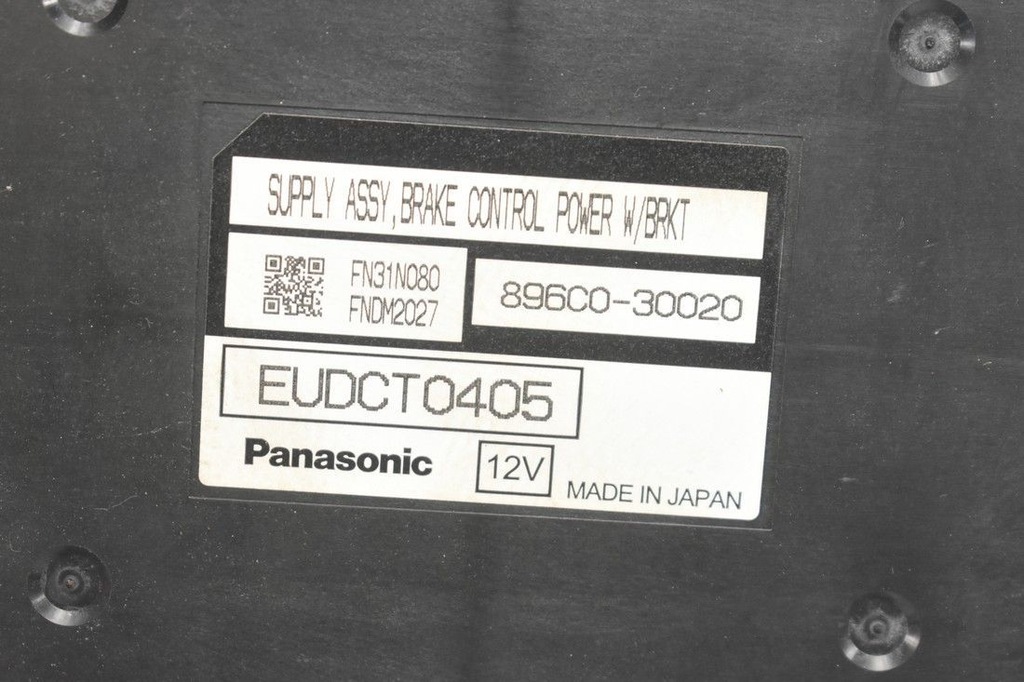 SUPPLY ASSY,BRAKE CONTROL POWER W/BRKT
FN31N080
FNDM2027
896C0-30020
EUDCT0405
Panasonic
12V
MADE IN JAPAN